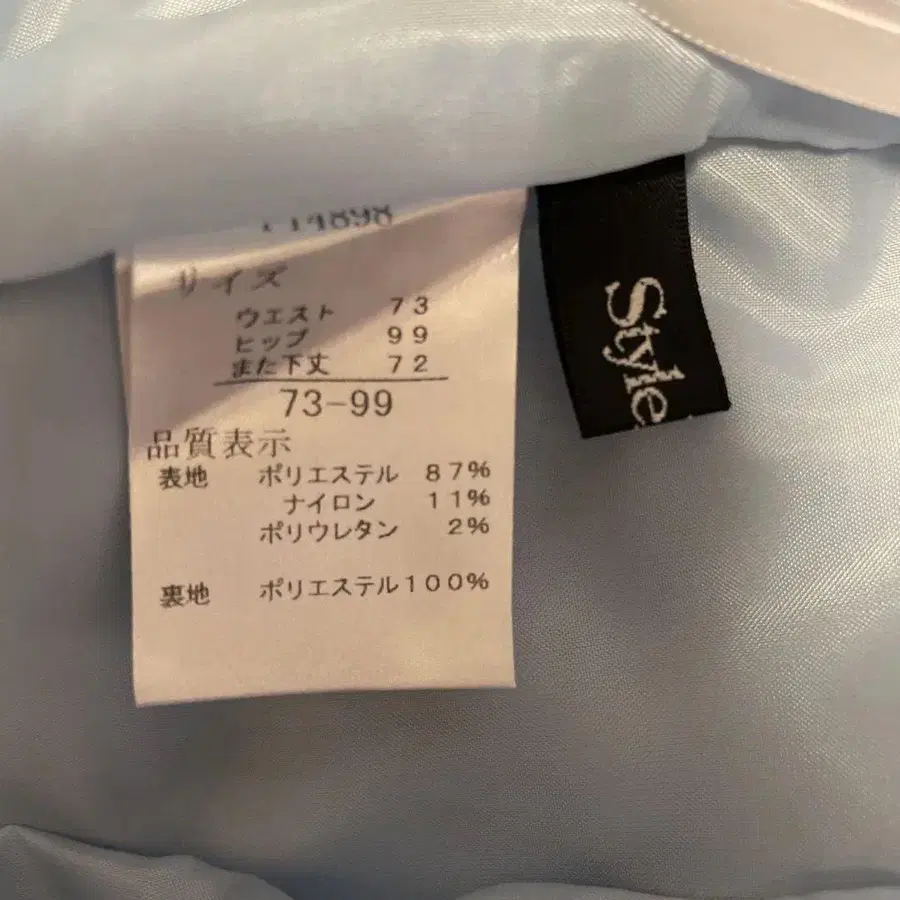 14898
サイズ
ウエスト 73
ヒップ 99
また下丈 72
73-99
品質表示
表地 ポリエステル 87%
ナイロン 11%
ポリウレタン 2%
裏地 ポリエステル100%
Style